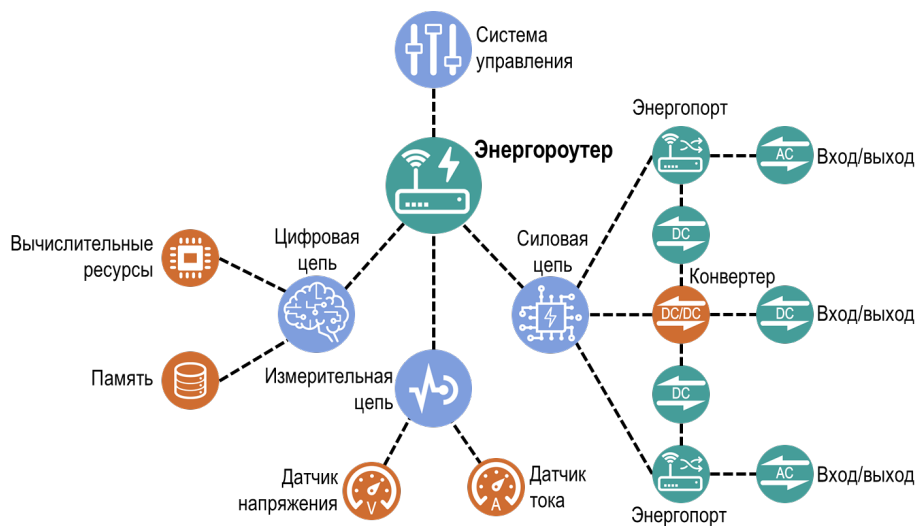 Система
управления
Энергопорт
Энергороутер
AC
Вход/выход
Вычислительные
ресурсы
Цифровая
цепь
Силовая
цепь
DC
Конвертер
DC/DC
DC
Вход/выход
Память
Измерительная
цепь
DC
Датчик
напряжения
V
A
Датчик
тока
AC
Вход/выход
Энергопорт